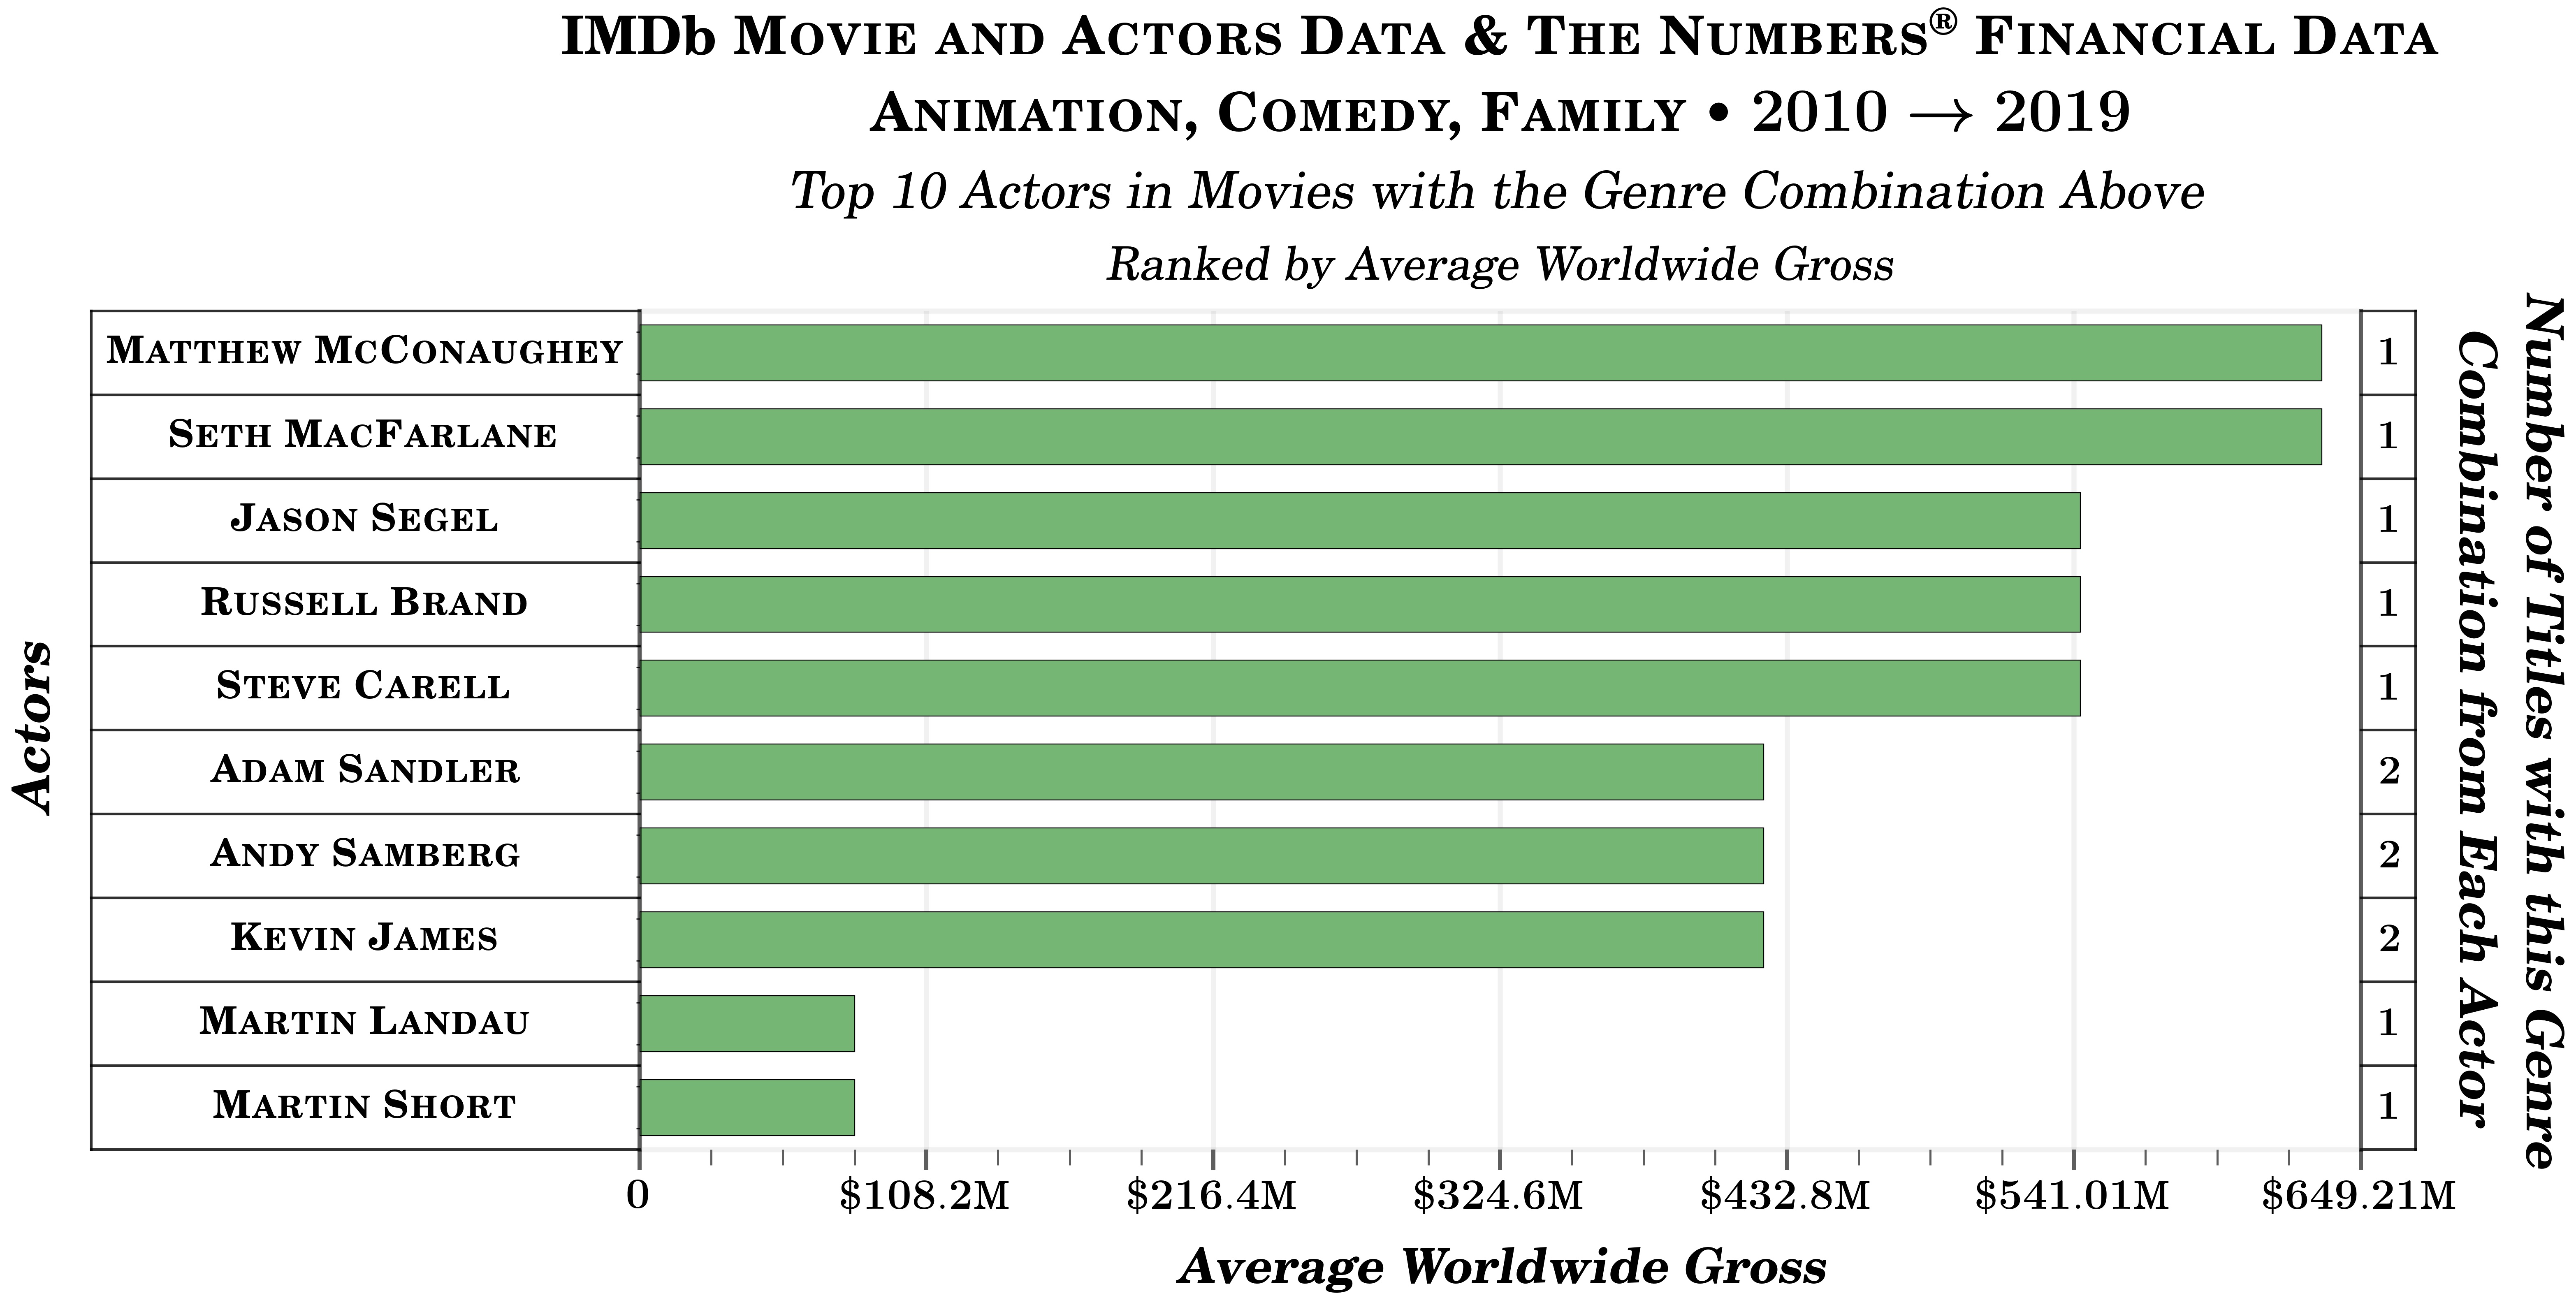 IMDb Movie and Actors Data & The Numbers® Financial Data
Animation, Comedy, Family • 2010 → 2019
Top 10 Actors in Movies with the Genre Combination Above
Ranked by Average Worldwide Gross
Actors
Matthew McConaughey 1
Seth MacFarlane 1
Jason Segel 1
Russell Brand 1
Steve Carell 1
Adam Sandler 2
Andy Samberg 2
Kevin James 2
Martin Landau 1
Martin Short 1
Number of Titles with this Genre
Combination from Each Actor
0 $108.2M $216.4M $324.6M $432.8M $541.01M $649.21M
Average Worldwide Gross